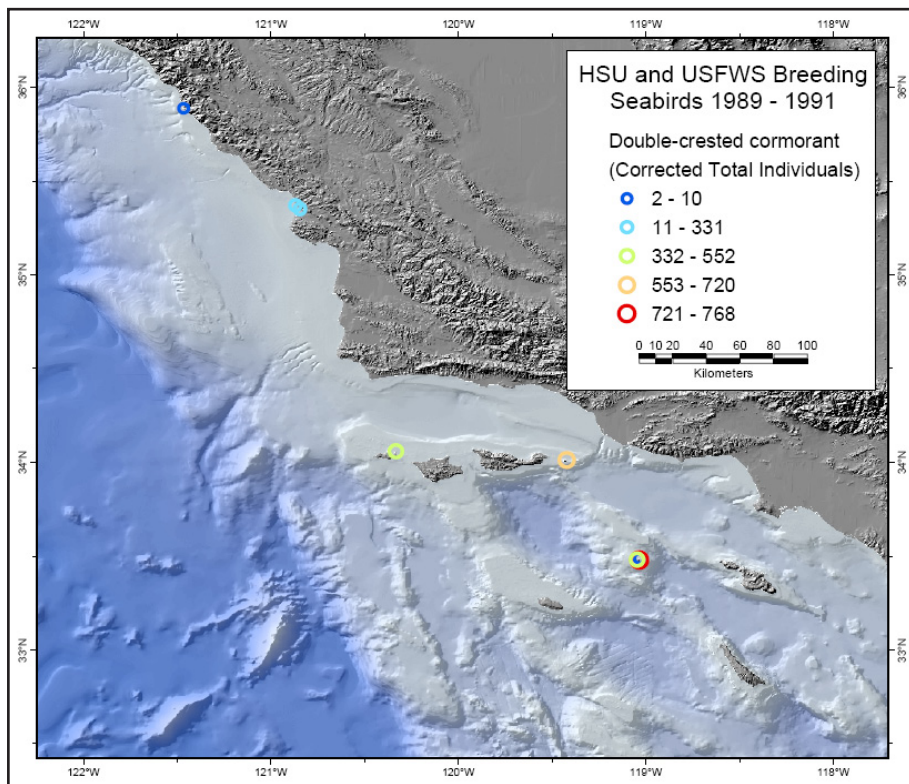 122°W 121°W 120°W 119°W 118°W
HSU and USFWS Breeding
Seabirds 1989 - 1991
Double-crested cormorant
(Corrected Total Individuals)
2 - 10
11 - 331
332 - 552
553 - 720
721 - 768
0 10 20 40 60 80 100
Kilometers
36°N 36°N
35°N 35°N
34°N 34°N
33°N 33°N
122°W 121°W 120°W 119°W 118°W